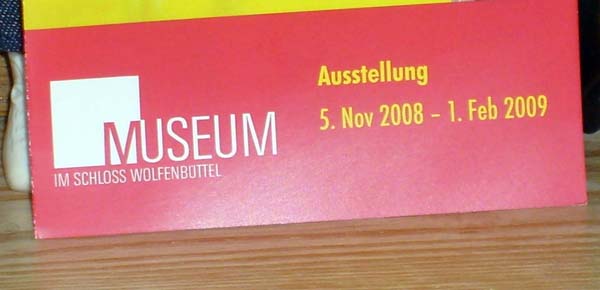 MUSEUM
IM SCHLOSS WOLFENBÜTTEL
Ausstellung
5. Nov 2008 – 1. Feb 2009